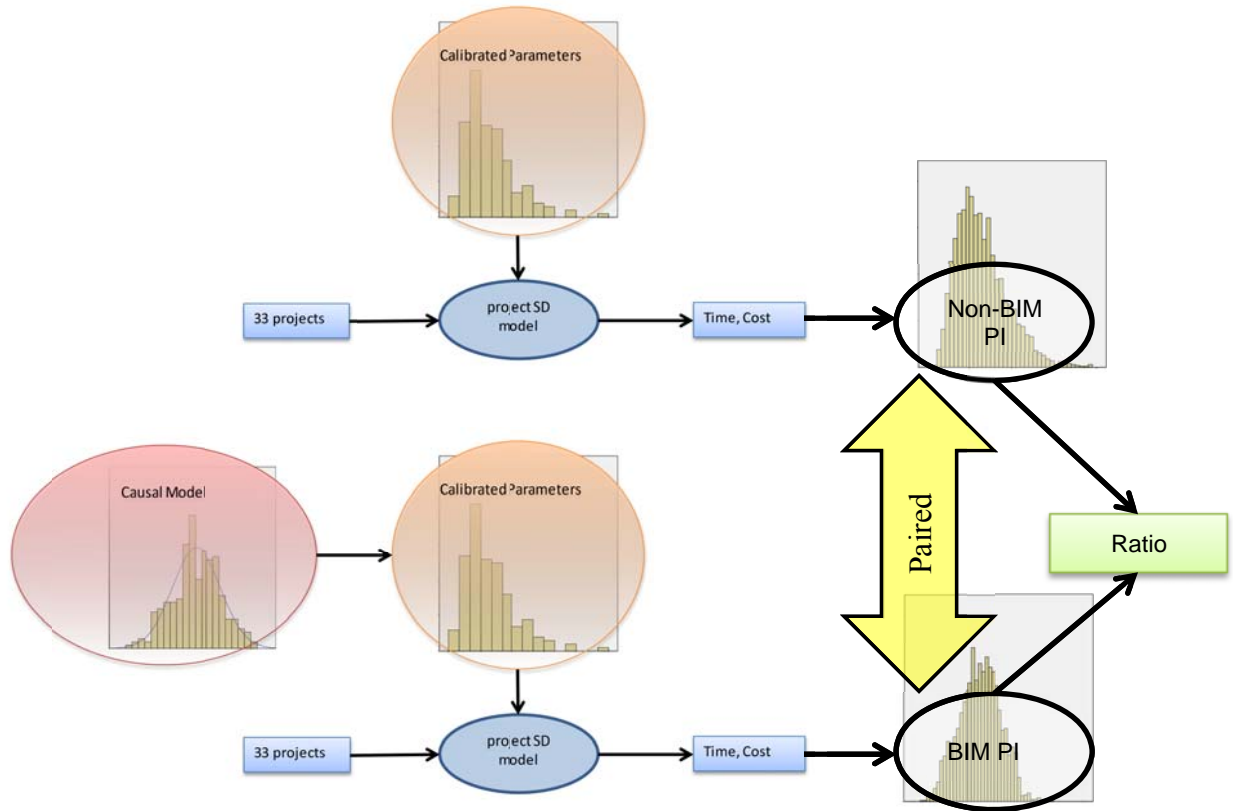 Calibrated Parameters
33 projects
project SD
model
Time, Cost
Non-BIM
PI
Causal Model
Calibrated Parameters
Paired
Ratio
33 projects
project SD
model
Time, Cost
BIM PI